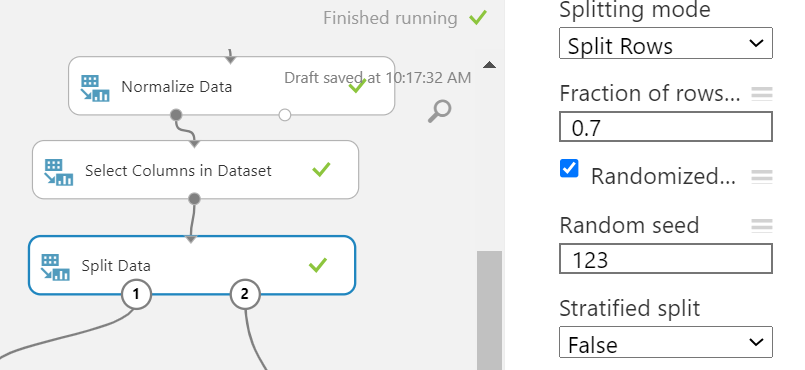 Finished running
Normalize Data
Draft saved at 10:17:32 AM
Select Columns in Dataset
Split Data
1
2
Splitting mode
Split Rows
Fraction of rows...
0.7
Randomized...
Random seed
123
Stratified split
False